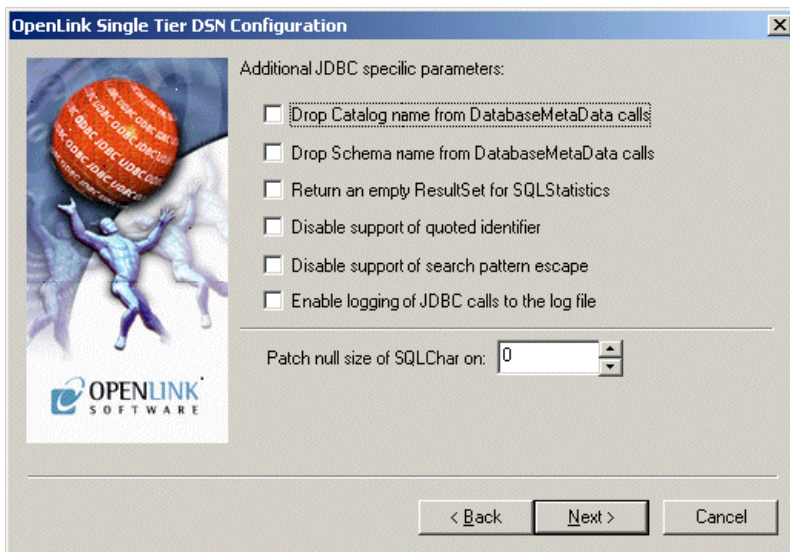 OpenLink Single Tier DSN Configuration
Additional JDBC specific parameters:
Drop Catalog name from DatabaseMetaData calls
Drop Schema name from DatabaseMetaData calls
Return an empty ResultSet for SQLStatistics
Disable support of quoted identifier
Disable support of search pattern escape
Enable logging of JDBC calls to the log file
Patch null size of SQLChar on: 0
OPENLINK
SOFTWARE
< Back
Next >
Cancel